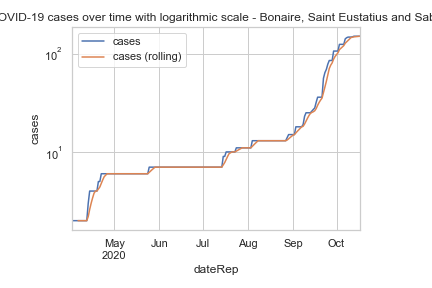 OVID-19 cases over time with logarithmic scale - Bonaire, Saint Eustatius and Sab
cases
cases (rolling)
10²
10¹
cases
May
2020
Jun
Jul
Aug
Sep
Oct
dateRep